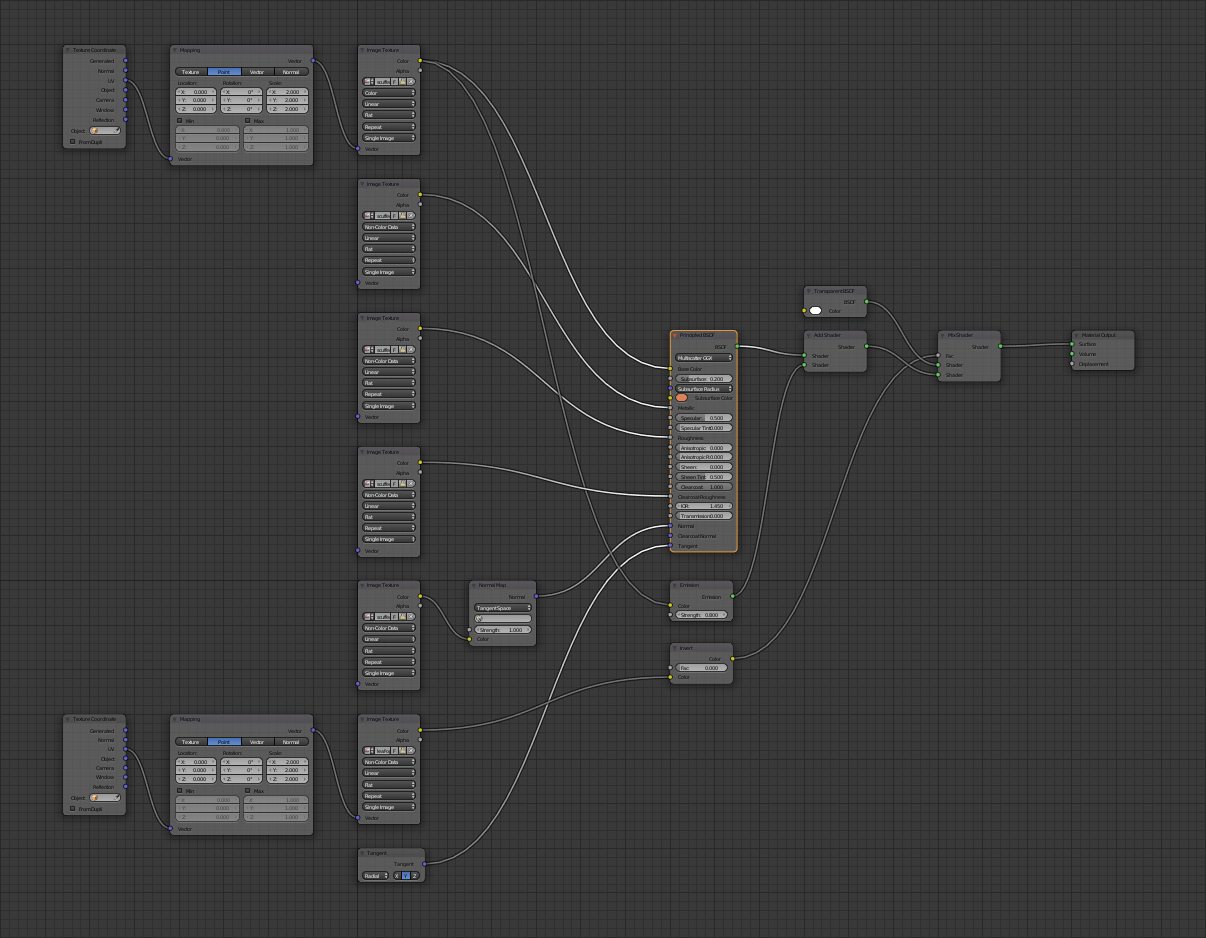 Texture Coordinate
Generated
Normal
UV
Object
Camera
Window
Reflection
Object:
From Dupli
Mapping
Vector
Texture Point Vector Normal
Location: Rotation: Scale:
X: 0.000 X: 0° X: 2.000
Y: 0.000 Y: 0° Y: 2.000
Z: 0.000 Z: 0° Z: 2.000
Min Max
X: 0.000 X: 1.000
Y: 0.000 Y: 1.000
Z: 0.000 Z: 1.000
Vector
Image Texture
Color
Alpha
F
Color
Linear
Flat
Repeat
Single Image
Vector
Image Texture
Color
Alpha
scuffe F
Non-Color Data
Linear
Flat
Repeat
Single Image
Vector
Image Texture
Color
Alpha
scuffe F
Non-Color Data
Linear
Flat
Repeat
Single Image
Vector
Image Texture
Color
Alpha
scuffe F
Non-Color Data
Linear
Flat
Repeat
Single Image
Vector
Image Texture
Color
Alpha
scuffe F
Non-Color Data
Linear
Flat
Repeat
Single Image
Vector
Normal Map
Normal
Tangent Space
Strength: 1.000
Color
Texture Coordinate
Generated
Normal
UV
Object
Camera
Window
Reflection
Object:
From Dupli
Mapping
Vector
Texture Point Vector Normal
Location: Rotation: Scale:
X: 0.000 X: 0° X: 2.000
Y: 0.000 Y: 0° Y: 2.000
Z: 0.000 Z: 0° Z: 2.000
Min Max
X: 0.000 X: 1.000
Y: 0.000 Y: 1.000
Z: 0.000 Z: 1.000
Vector
Image Texture
Color
Alpha
F
Non-Color Data
Linear
Flat
Repeat
Single Image
Vector
Tangent
Tangent
Radial X Y Z
Principled BSDF
BSDF
Multiscatter GGX
Base Color
Subsurface: 0.200
Subsurface Radius
Subsurface Color
Metallic
Specular: 0.500
Specular Tint: 0.000
Roughness
Anisotropic: 0.000
Anisotropic R: 0.000
Sheen: 0.000
Sheen Tint: 0.500
Clearcoat: 1.000
Clearcoat Roughness
IOR: 1.450
Transmission: 0.000
Normal
Clearcoat Normal
Tangent
Emission
Emission
Color
Strength: 0.800
Invert
Color
Fac: 0.000
Color
Transparent BSDF
BSDF
Color
Add Shader
Shader
Shader
Shader
Mix Shader
Shader
Fac
Shader
Shader
Material Output
Surface
Volume
Displacement